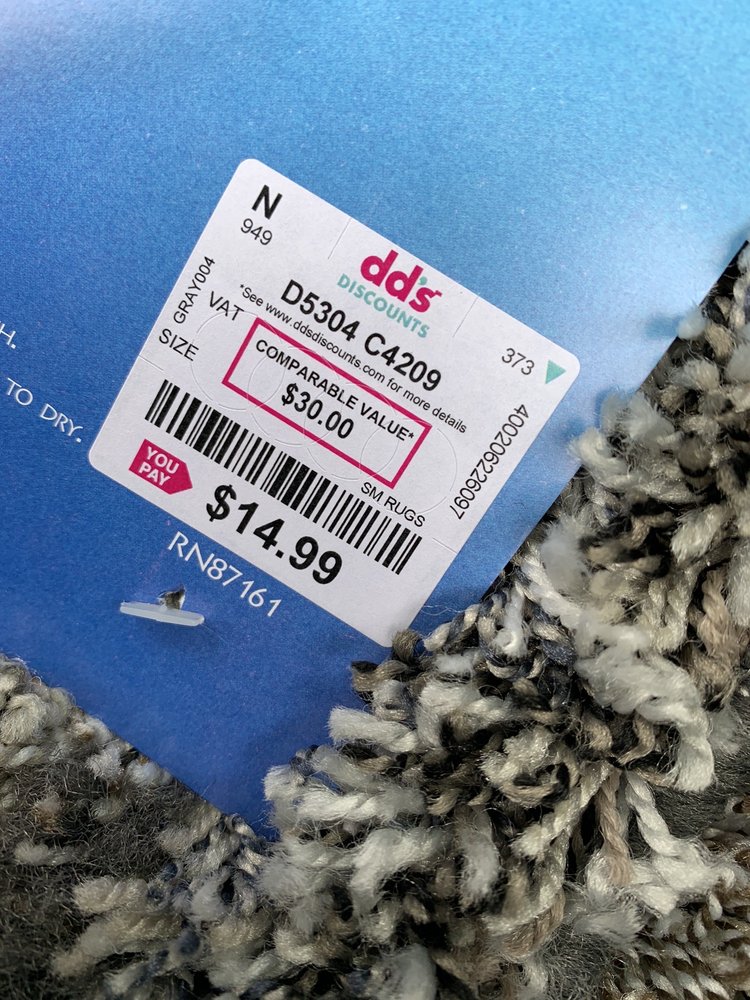 H.
TO DRY.
N
949
dd's
DISCOUNTS
373
D5304 C4209
*See www.ddsdiscounts.com for more details
GRAY004
VAT
SIZE
COMPARABLE VALUE*
$30.00
400206226097
SM RUGS
YOU
PAY
$14.99
RN87161